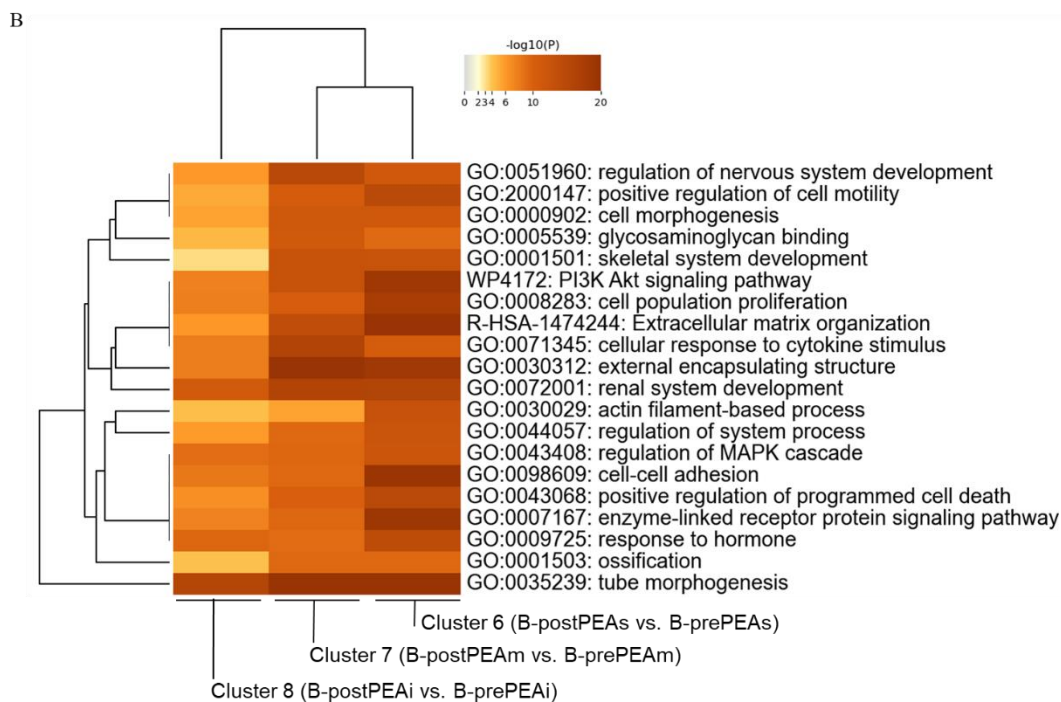 B
-log10(P)
0 2 3 4 6 10 20
GO:0051960: regulation of nervous system development
GO:2000147: positive regulation of cell motility
GO:0000902: cell morphogenesis
GO:0005539: glycosaminoglycan binding
GO:0001501: skeletal system development
WP4172: PI3K Akt signaling pathway
GO:0008283: cell population proliferation
R-HSA-1474244: Extracellular matrix organization
GO:0071345: cellular response to cytokine stimulus
GO:0030312: external encapsulating structure
GO:0072001: renal system development
GO:0030029: actin filament-based process
GO:0044057: regulation of system process
GO:0043408: regulation of MAPK cascade
GO:0098609: cell-cell adhesion
GO:0043068: positive regulation of programmed cell death
GO:0007167: enzyme-linked receptor protein signaling pathway
GO:0009725: response to hormone
GO:0001503: ossification
GO:0035239: tube morphogenesis
Cluster 6 (B-postPEAs vs. B-prePEAs)
Cluster 7 (B-postPEAm vs. B-prePEAm)
Cluster 8 (B-postPEAi vs. B-prePEAi)